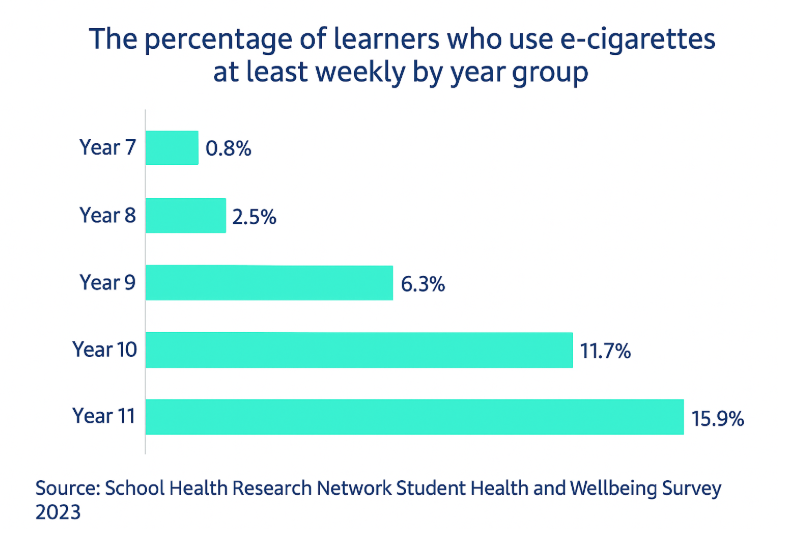 The percentage of learners who use e-cigarettes
at least weekly by year group
Year 7 0.8%
Year 8 2.5%
Year 9 6.3%
Year 10 11.7%
Year 11 15.9%
Source: School Health Research Network Student Health and Wellbeing Survey
2023